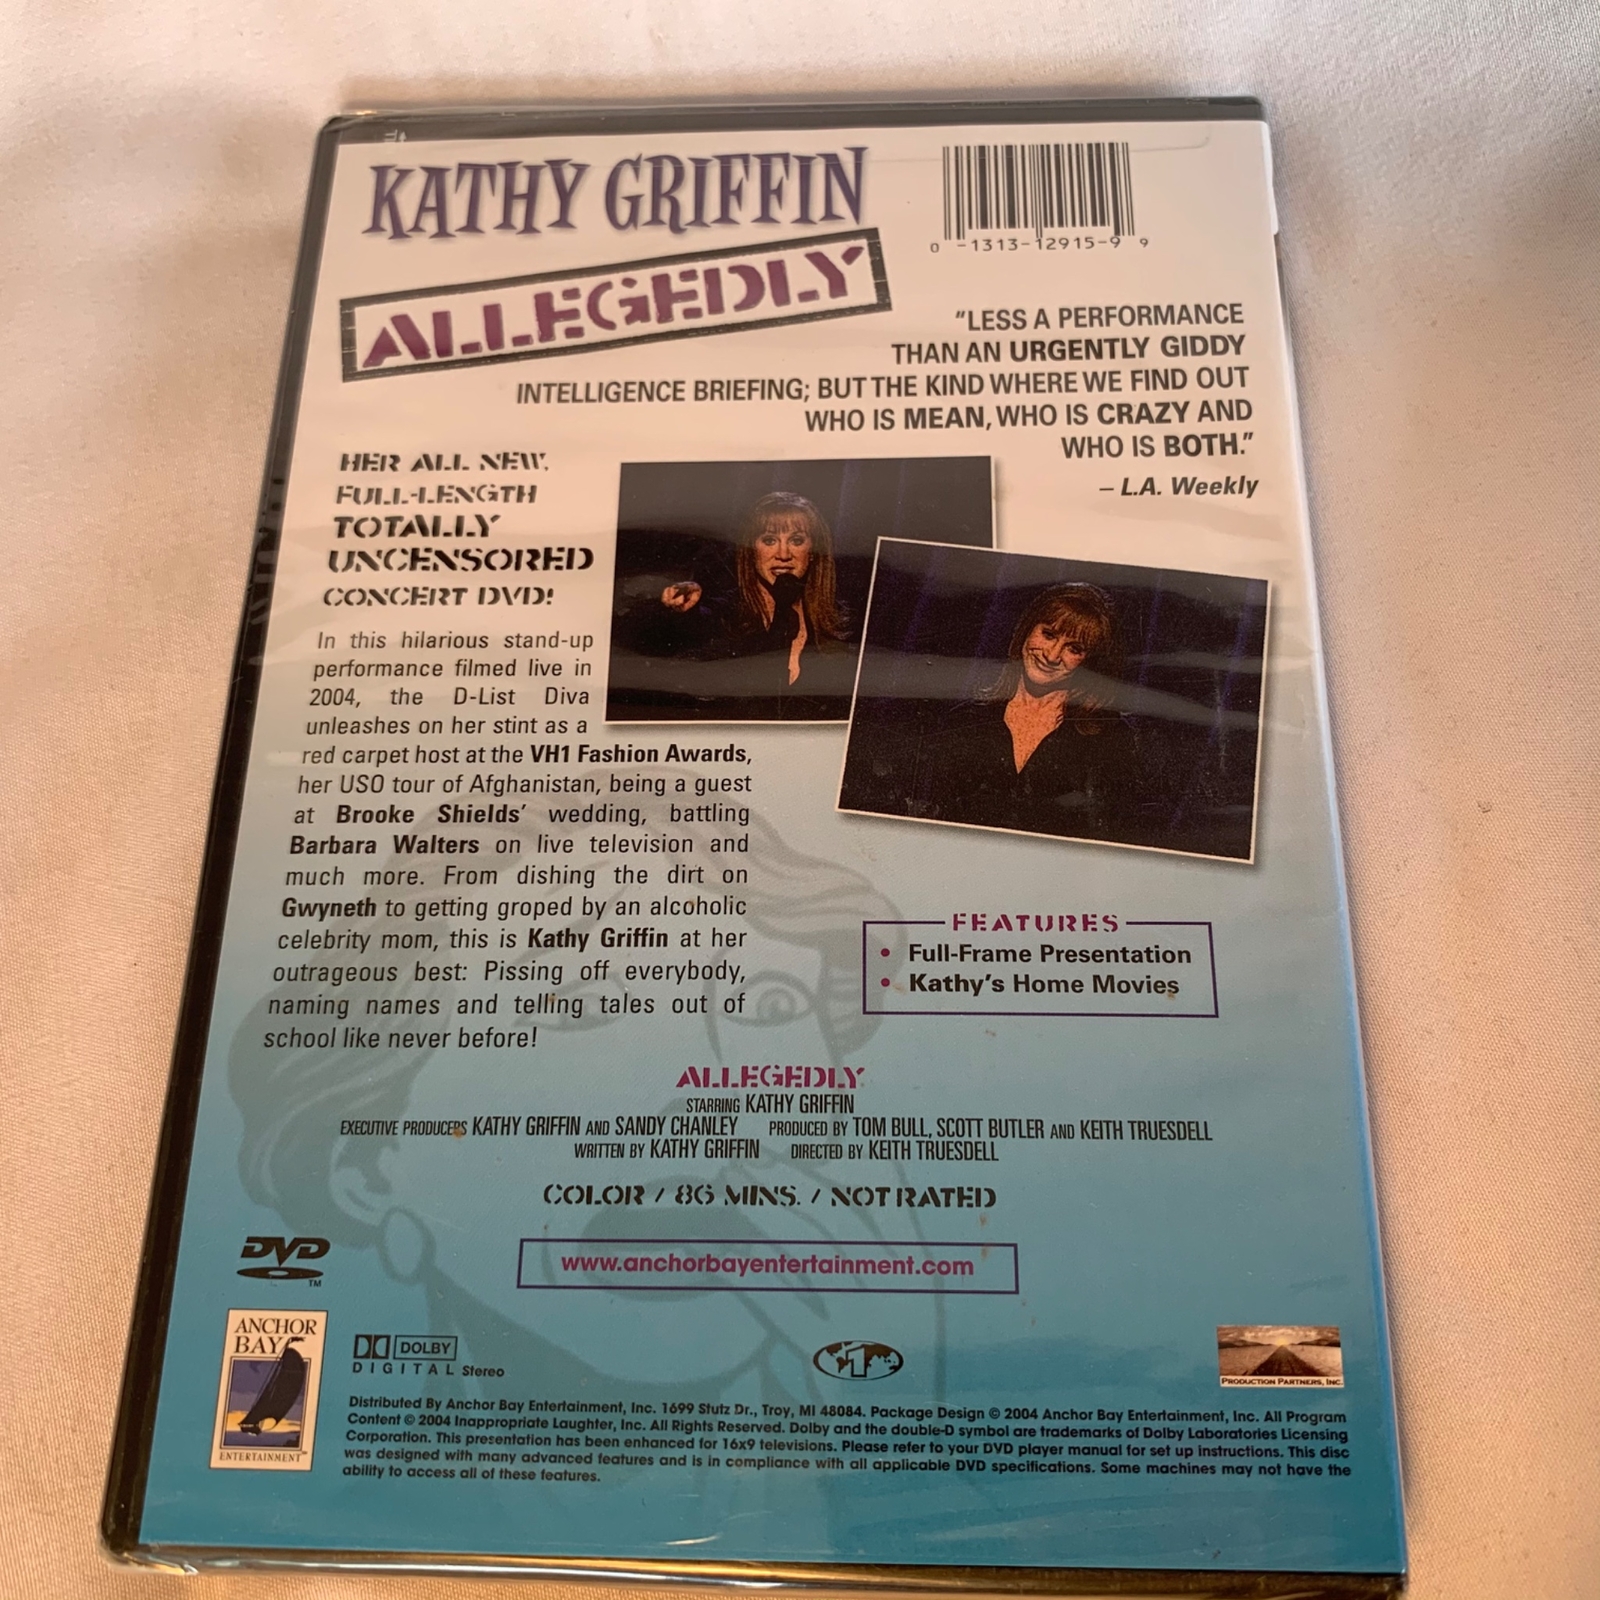 KATHY GRIFFIN
ALLEGEDLY
0 -1313-12915-9 9
"LESS A PERFORMANCE
THAN AN URGENTLY GIDDY
INTELLIGENCE BRIEFING; BUT THE KIND WHERE WE FIND OUT
WHO IS MEAN, WHO IS CRAZY AND
WHO IS BOTH."
– L.A. Weekly
HER ALL NEW,
FULL-LENGTH
TOTALLY
UNCENSORED
CONCERT DVD!
In this hilarious stand-up
performance filmed live in
2004, the D-List Diva
unleashes on her stint as a
red carpet host at the VH1 Fashion Awards,
her USO tour of Afghanistan, being a guest
at Brooke Shields' wedding, battling
Barbara Walters on live television and
much more. From dishing the dirt on
Gwyneth to getting groped by an alcoholic
celebrity mom, this is Kathy Griffin at her
outrageous best: Pissing off everybody,
naming names and telling tales out of
school like never before!
FEATURES
• Full-Frame Presentation
• Kathy's Home Movies
ALLEGEDLY
STARRING KATHY GRIFFIN
EXECUTIVE PRODUCERS KATHY GRIFFIN AND SANDY CHANLEY PRODUCED BY TOM BULL, SCOTT BUTLER AND KEITH TRUESDELL
WRITTEN BY KATHY GRIFFIN DIRECTED BY KEITH TRUESDELL
COLOR / 86 MINS. / NOT RATED
DVD
TM
www.anchorbayentertainment.com
ANCHOR
BAY
ENTERTAINMENT
DOLBY
DIGITAL Stereo
1
PRODUCTION PARTNERS, INC.
Distributed By Anchor Bay Entertainment, Inc. 1699 Stutz Dr., Troy, MI 48084. Package Design © 2004 Anchor Bay Entertainment, Inc. All Program
Content © 2004 Inappropriate Laughter, Inc. All Rights Reserved. Dolby and the double-D symbol are trademarks of Dolby Laboratories Licensing
Corporation. This presentation has been enhanced for 16x9 televisions. Please refer to your DVD player manual for set up instructions. This disc
was designed with many advanced features and is in compliance with all applicable DVD specifications. Some machines may not have the
ability to access all of these features.